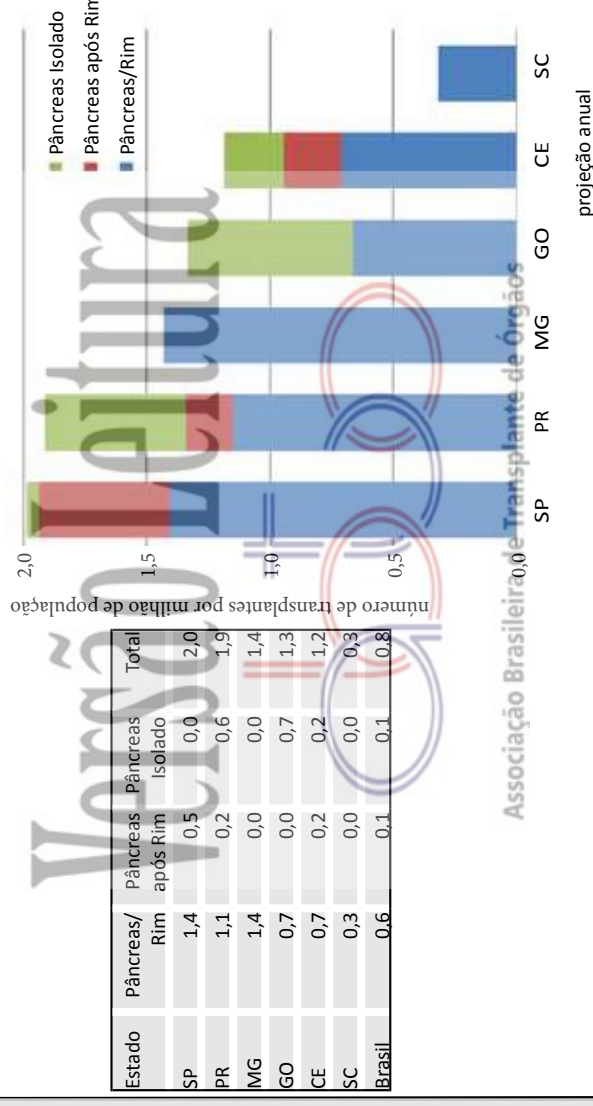 Estado Pâncreas/ Rim Pâncreas após Rim Pâncreas Isolado Total
SP 1,4 0,5 0,0 2,0
PR 1,1 0,2 0,6 1,9
MG 1,4 0,0 0,0 1,4
GO 0,7 0,0 0,7 1,3
CE 0,7 0,2 0,2 1,2
SC 0,3 0,0 0,0 0,3
Brasil 0,6 0,1 0,1 0,8
número de transplantes por milhão de população
2,0
1,5
1,0
0,5
0,0
SP PR MG GO CE SC
projeção anual
Pâncreas Isolado
Pâncreas após Rim
Pâncreas/Rim
Versão Leitura
Associação Brasileira de Transplante de Órgãos